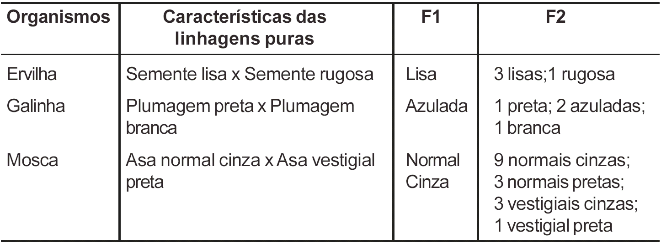 Organismos Características das linhagens puras F1 F2
Ervilha Semente lisa x Semente rugosa Lisa 3 lisas;1 rugosa
Galinha Plumagem preta x Plumagem branca Azulada 1 preta; 2 azuladas; 1 branca
Mosca Asa normal cinza x Asa vestigial preta Normal Cinza 9 normais cinzas; 3 normais pretas; 3 vestigiais cinzas; 1 vestigial preta